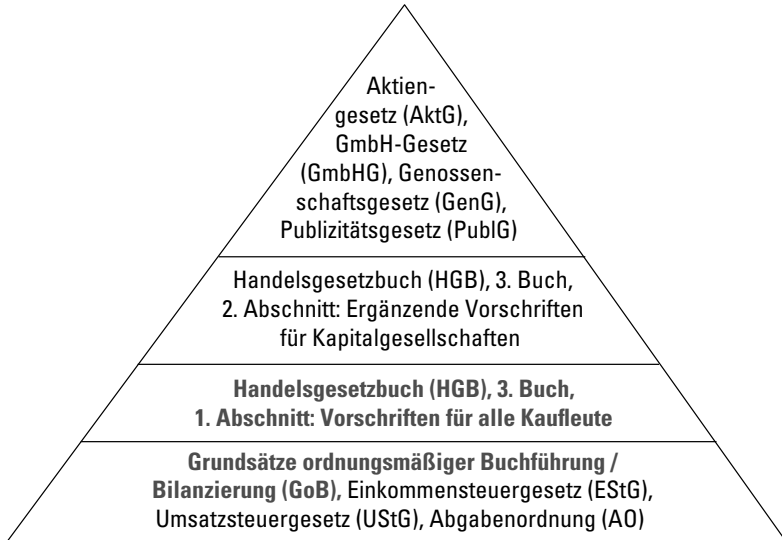 Aktien-
gesetz (AktG),
GmbH-Gesetz
(GmbHG), Genossen-
schaftsgesetz (GenG),
Publizitätsgesetz (PublG)
Handelsgesetzbuch (HGB), 3. Buch,
2. Abschnitt: Ergänzende Vorschriften
für Kapitalgesellschaften
Handelsgesetzbuch (HGB), 3. Buch,
1. Abschnitt: Vorschriften für alle Kaufleute
Grundsätze ordnungsmäßiger Buchführung /
Bilanzierung (GoB), Einkommensteuergesetz (EStG),
Umsatzsteuergesetz (UStG), Abgabenordnung (AO)